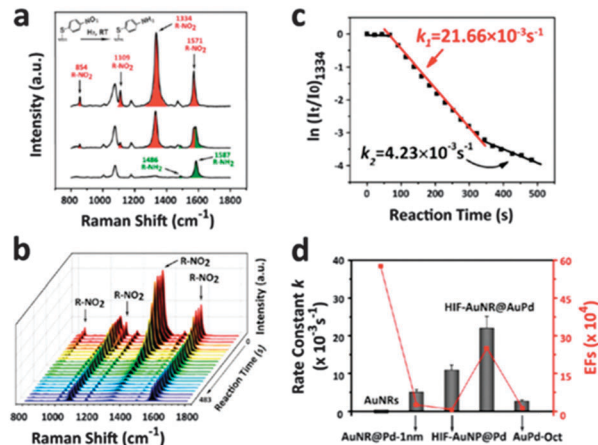 a
NO₂
H₂, RT
NH₂
S
S
1334
R-NO₂
1571
R-NO₂
1109
R-NO₂
854
R-NO₂
1486
R-NH₂
1587
R-NH₂
Intensity (a.u.)
800 1000 1200 1400 1600 1800
Raman Shift (cm⁻¹)
b
R-NO₂
R-NO₂
R-NO₂
R-NO₂
Intensity (a.u.)
0
Reaction Time (s)
483
800 1000 1200 1400 1600 1800
Raman Shift (cm⁻¹)
c
ln (It/I0)1334
1
0
-1
-2
-3
-4
-5
k₁=21.66×10⁻³s⁻¹
k₂=4.23×10⁻³s⁻¹
0 100 200 300 400 500
Reaction Time (s)
d
Rate Constant k
(x 10⁻³ s⁻¹)
40
30
20
10
0
HIF-AuNR@AuPd
AuNRs
60
45
30
15
0
EFs (x 10⁴)
AuNR@Pd-1nm HIF-AuNP@Pd AuPd-Oct